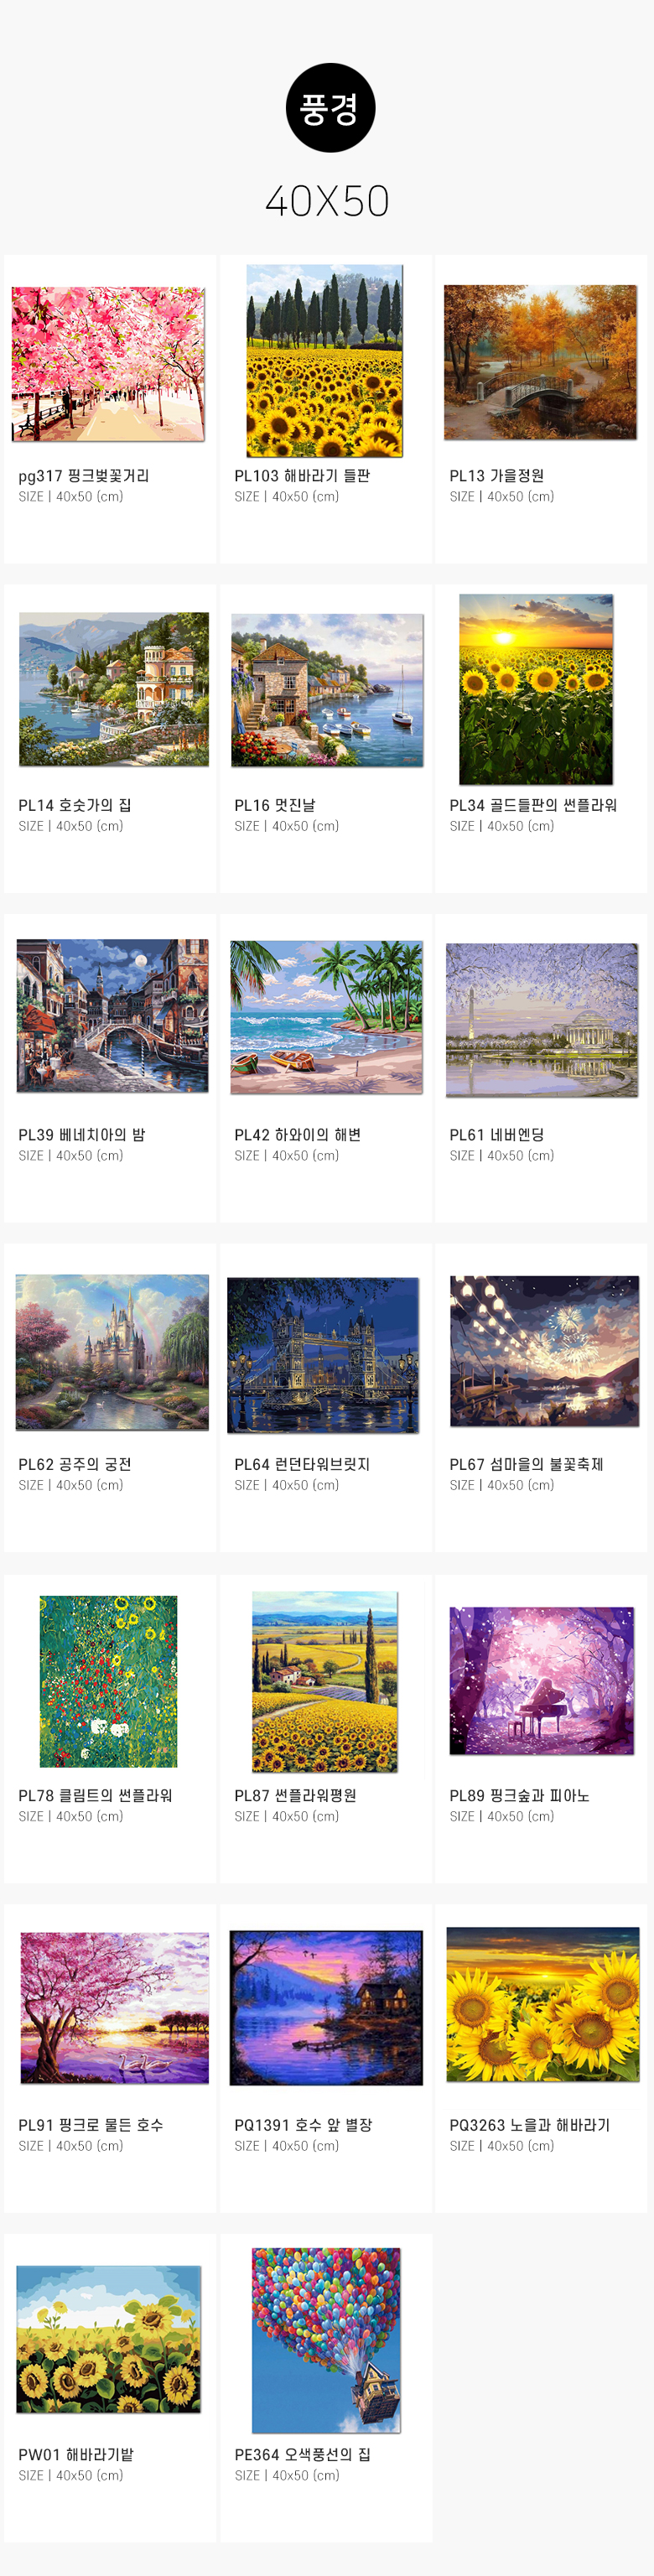 풍경
40X50
pg317 핑크벚꽃거리
SIZE | 40x50 (cm)
PL103 해바라기 들판
SIZE | 40x50 (cm)
PL13 가을정원
SIZE | 40x50 (cm)
PL14 호숫가의 집
SIZE | 40x50 (cm)
PL16 멋진날
SIZE | 40x50 (cm)
PL34 골드들판의 썬플라워
SIZE | 40x50 (cm)
PL39 베네치아의 밤
SIZE | 40x50 (cm)
PL42 하와이의 해변
SIZE | 40x50 (cm)
PL61 네버엔딩
SIZE | 40x50 (cm)
PL62 공주의 궁전
SIZE | 40x50 (cm)
PL64 런던타워브릿지
SIZE | 40x50 (cm)
PL67 섬마을의 불꽃축제
SIZE | 40x50 (cm)
PL78 클림트의 썬플라워
SIZE | 40x50 (cm)
PL87 썬플라워평원
SIZE | 40x50 (cm)
PL89 핑크숲과 피아노
SIZE | 40x50 (cm)
PL91 핑크로 물든 호수
SIZE | 40x50 (cm)
PQ1391 호수 앞 별장
SIZE | 40x50 (cm)
PQ3263 노을과 해바라기
SIZE | 40x50 (cm)
PW01 해바라기밭
SIZE | 40x50 (cm)
PE364 오색풍선의 집
SIZE | 40x50 (cm)